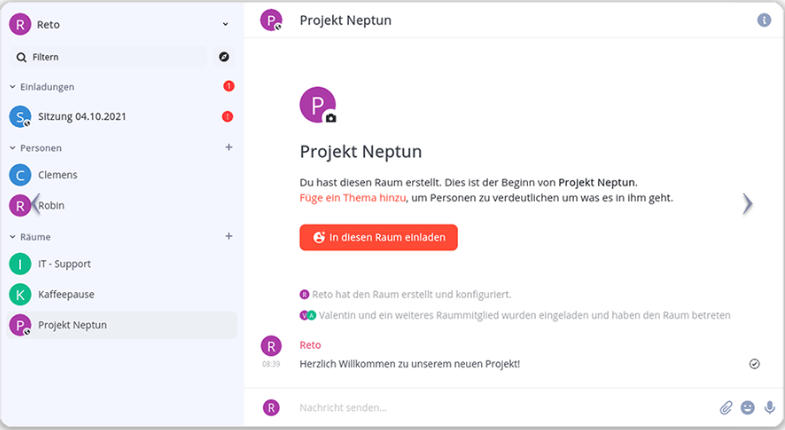 R Reto
Filtern
Einladungen 1
S Sitzung 04.10.2021 !
Personen +
C Clemens
R Robin
Räume +
I IT - Support
K Kaffeepause
P Projekt Neptun
P Projekt Neptun i
P
Projekt Neptun
Du hast diesen Raum erstellt. Dies ist der Beginn von Projekt Neptun.
Füge ein Thema hinzu, um Personen zu verdeutlichen um was es in ihm geht.
In diesen Raum einladen
R Reto hat den Raum erstellt und konfiguriert.
V A Valentin und ein weiteres Raummitglied wurden eingeladen und haben den Raum betreten
R Reto
08:39 Herzlich Willkommen zu unserem neuen Projekt!
R Nachricht senden...